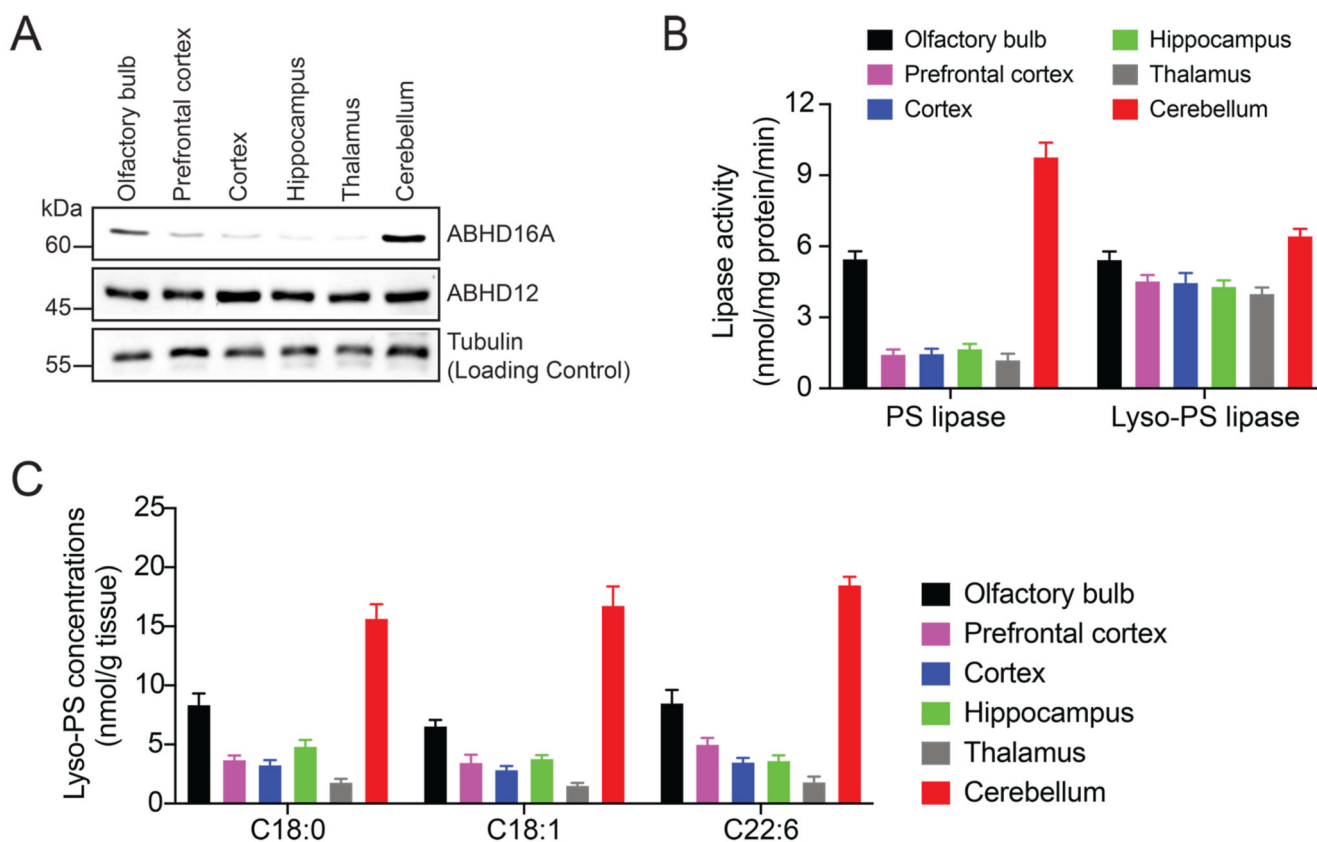 A
Olfactory bulb
Prefrontal cortex
Cortex
Hippocampus
Thalamus
Cerebellum
kDa
60
ABHD16A
45
ABHD12
55
Tubulin
(Loading Control)
B
Olfactory bulb
Prefrontal cortex
Cortex
Hippocampus
Thalamus
Cerebellum
Lipase activity
(nmol/mg protein/min)
12
9
6
3
0
PS lipase
Lyso-PS lipase
C
Lyso-PS concentrations
(nmol/g tissue)
25
20
15
10
5
0
C18:0
C18:1
C22:6
Olfactory bulb
Prefrontal cortex
Cortex
Hippocampus
Thalamus
Cerebellum